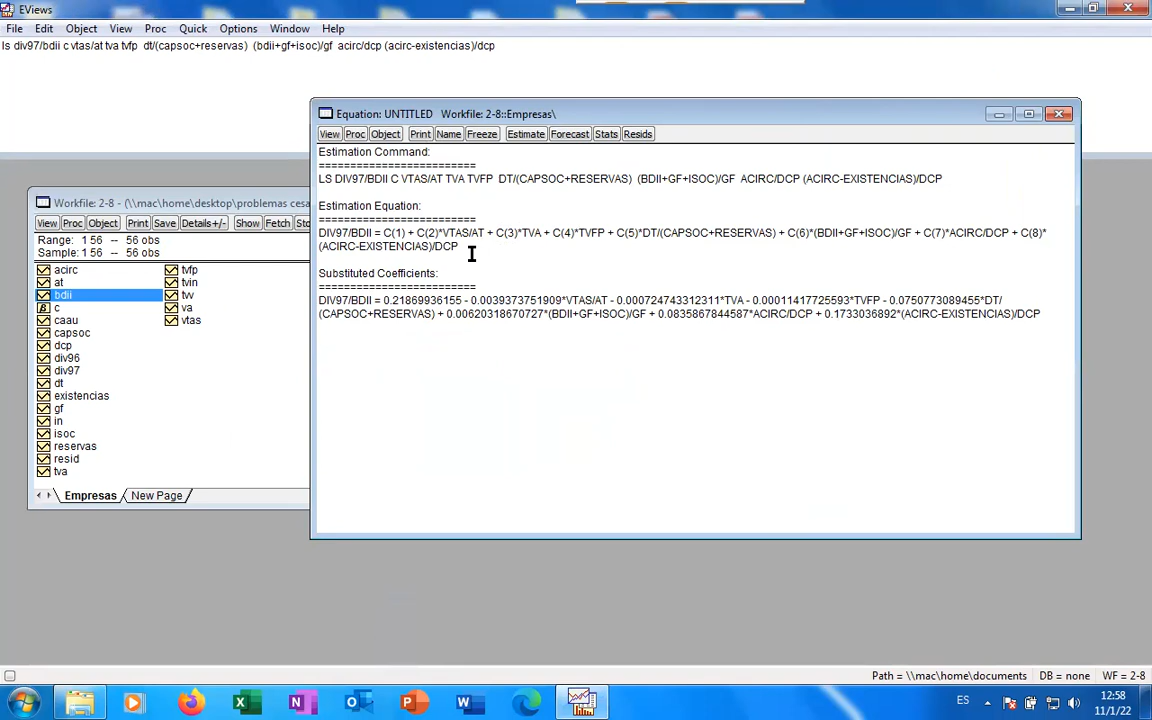 EViews
File Edit Object View Proc Quick Options Window Help
ls div97/bdii c vtas/at tva tvfp dt/(capsoc+reservas) (bdii+gf+isoc)/gf acirc/dcp (acirc-existencias)/dcp
Equation: UNTITLED Workfile: 2-8::Empresas\
View Proc Object Print Name Freeze Estimate Forecast Stats Resids
Estimation Command:
=========================
LS DIV97/BDII C VTAS/AT TVA TVFP DT/(CAPSOC+RESERVAS) (BDII+GF+ISOC)/GF ACIRC/DCP (ACIRC-EXISTENCIAS)/DCP
Estimation Equation:
=========================
DIV97/BDII = C(1) + C(2)*VTAS/AT + C(3)*TVA + C(4)*TVFP + C(5)*DT/(CAPSOC+RESERVAS) + C(6)*(BDII+GF+ISOC)/GF + C(7)*ACIRC/DCP + C(8)*
(ACIRC-EXISTENCIAS)/DCP
Substituted Coefficients:
=========================
DIV97/BDII = 0.21869936155 - 0.0039373751909*VTAS/AT - 0.000724743312311*TVA - 0.00011417725593*TVFP - 0.0750773089455*DT/
(CAPSOC+RESERVAS) + 0.00620318670727*(BDII+GF+ISOC)/GF + 0.0835867844587*ACIRC/DCP + 0.1733036892*(ACIRC-EXISTENCIAS)/DCP
Workfile: 2-8 - (\\mac\home\desktop\problemas cesa
View Proc Object Print Save Details+/- Show Fetch St
Range: 1 56 -- 56 obs
Sample: 1 56 -- 56 obs
acirc
at
bdii
c
caau
capsoc
dcp
div96
div97
dt
existencias
gf
in
isoc
reservas
resid
tva
tvfp
tvin
tvv
va
vtas
Empresas New Page
Path = \\mac\home\documents DB = none WF = 2-8
ES
12:58
11/1/22